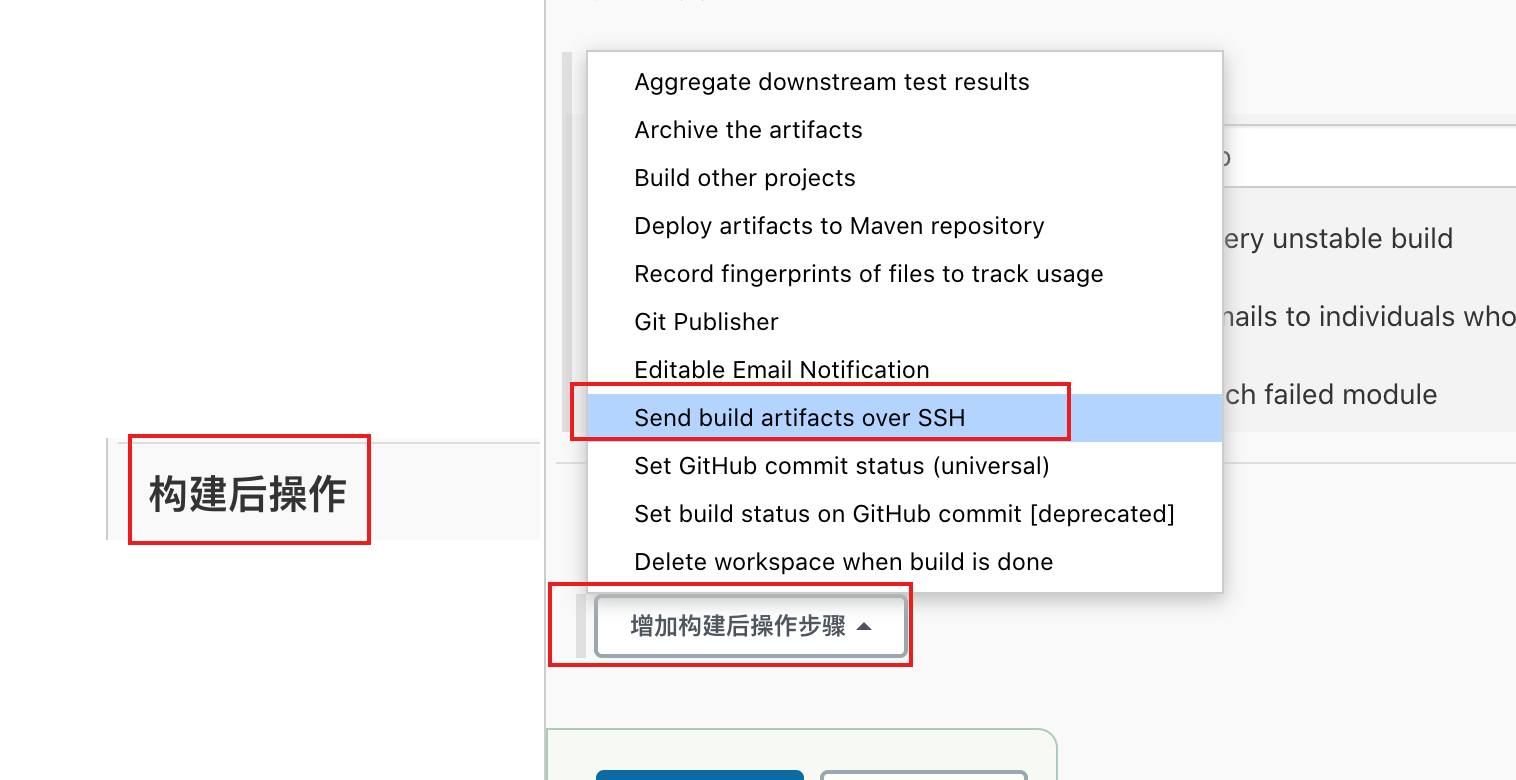 Aggregate downstream test results
Archive the artifacts
Build other projects
Deploy artifacts to Maven repository
ery unstable build
Record fingerprints of files to track usage
ails to individuals who
Git Publisher
Editable Email Notification
ch failed module
Send build artifacts over SSH
Set GitHub commit status (universal)
构建后操作
Set build status on GitHub commit [deprecated]
Delete workspace when build is done
增加构建后操作步骤